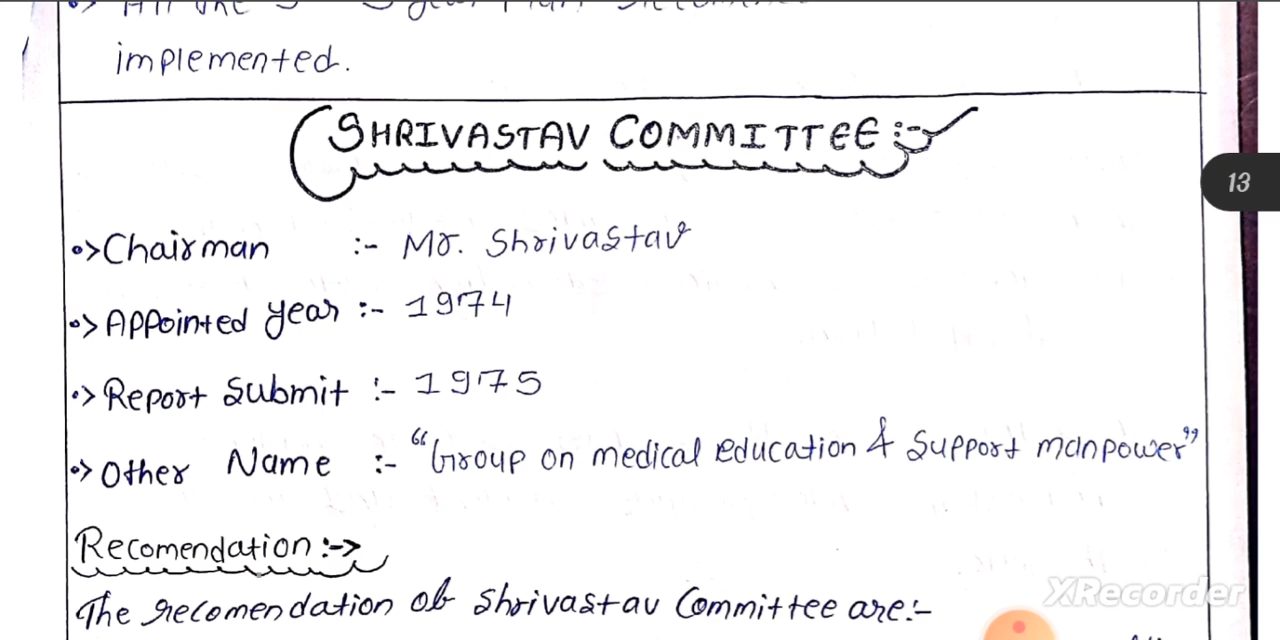 implemented.
SHRIVASTAV COMMITTEE :-
13
•> Chairman :- Mr. Shrivastav
•> Appointed year :- 1974
•> Report Submit :- 1975
•> Other Name :- "Group on medical education & Support manpower"
Recomendation :->
The recomendation of Shrivastav Committee are :-
XRecorder